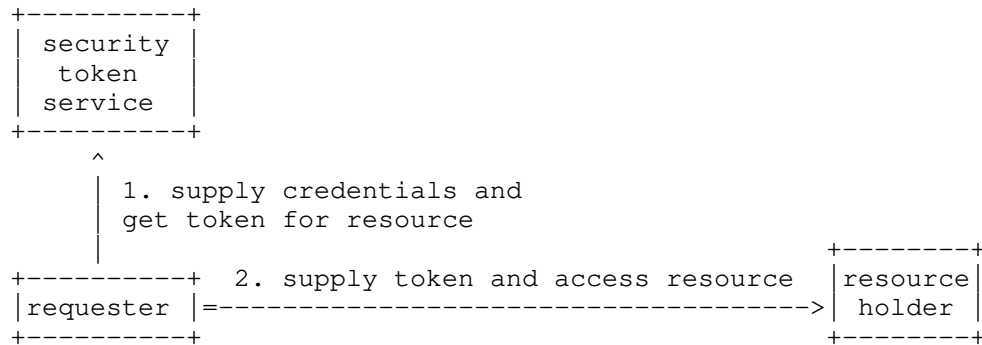 security
token
service
1. supply credentials and
get token for resource
2. supply token and access resource
resource
requester
holder